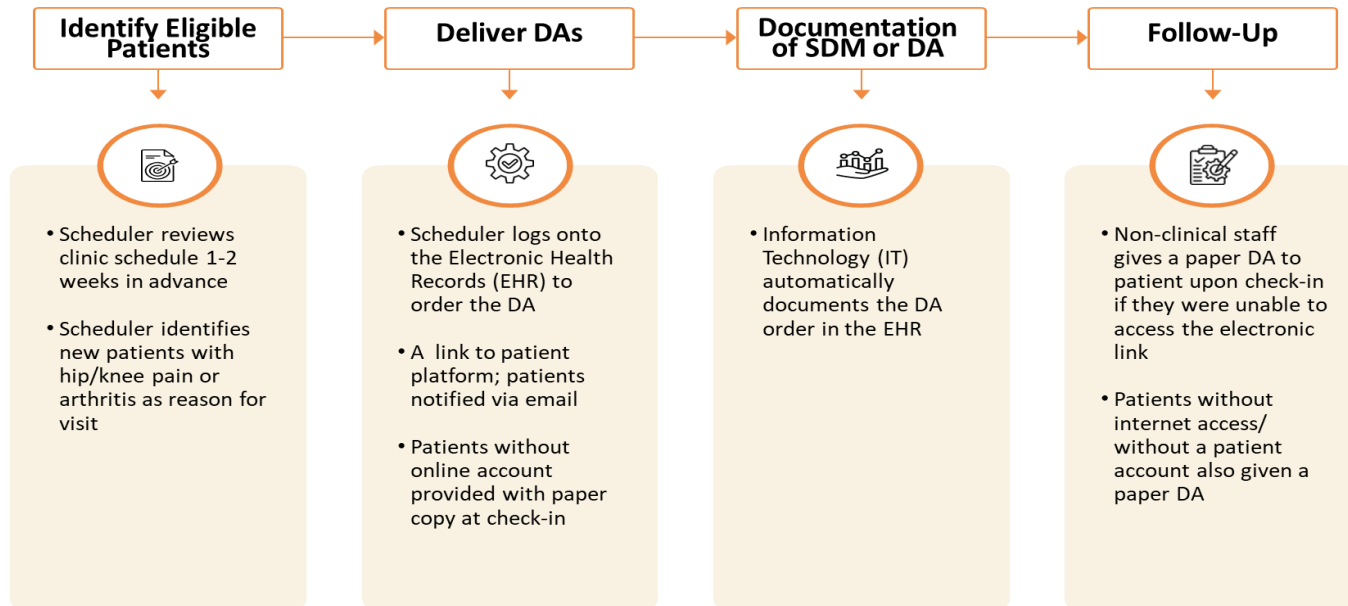 Identify Eligible
Patients
Deliver DAs
Documentation
of SDM or DA
Follow-Up
• Scheduler reviews
clinic schedule 1-2
weeks in advance
• Scheduler identifies
new patients with
hip/knee pain or
arthritis as reason for
visit
• Scheduler logs onto
the Electronic Health
Records (EHR) to
order the DA
• A link to patient
platform; patients
notified via email
• Patients without
online account
provided with paper
copy at check-in
• Information
Technology (IT)
automatically
documents the DA
order in the EHR
• Non-clinical staff
gives a paper DA to
patient upon check-in
if they were unable to
access the electronic
link
• Patients without
internet access/
without a patient
account also given a
paper DA